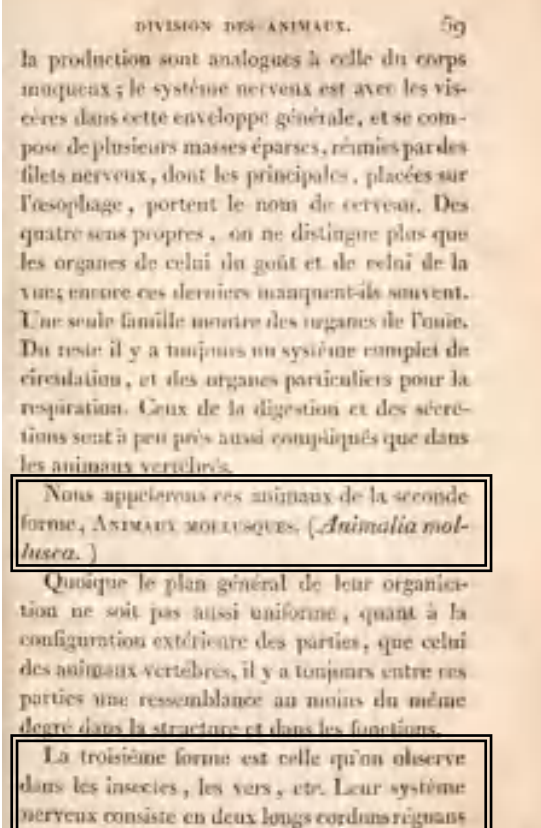 DIVISION DES ANIMAUX. 59
la production sont analogues à celle du corps
muqueux ; le système nerveux est avec les vis-
cères dans cette enveloppe générale, et se com-
pose de plusieurs masses éparses, réunies par des
filets nerveux, dont les principales, placées sur
l'œsophage, portent le nom de cerveau. Des
quatre sens propres, on ne distingue plus que
les organes de celui du goût et de celui de la
vue; encore ces derniers manquent-ils souvent.
Une seule famille montre des organes de l'ouïe.
Du reste il y a toujours un système complet de
circulation, et des organes particuliers pour la
respiration. Ceux de la digestion et des sécré-
tions sont à peu près aussi compliqués que dans
les animaux vertébrés.
Nous appelerons ces animaux de la seconde
forme, ANIMAUX MOLLUSQUES. (Animalia mol-
lusca. )
Quoique le plan général de leur organisa-
tion ne soit pas aussi uniforme, quant à la
configuration extérieure des parties, que celui
des animaux vertébrés, il y a toujours entre ces
parties une ressemblance au moins du même
degré dans la structure et dans les fonctions.
La troisième forme est celle qu'on observe
dans les insectes, les vers, etc. Leur système
nerveux consiste en deux longs cordons régnans